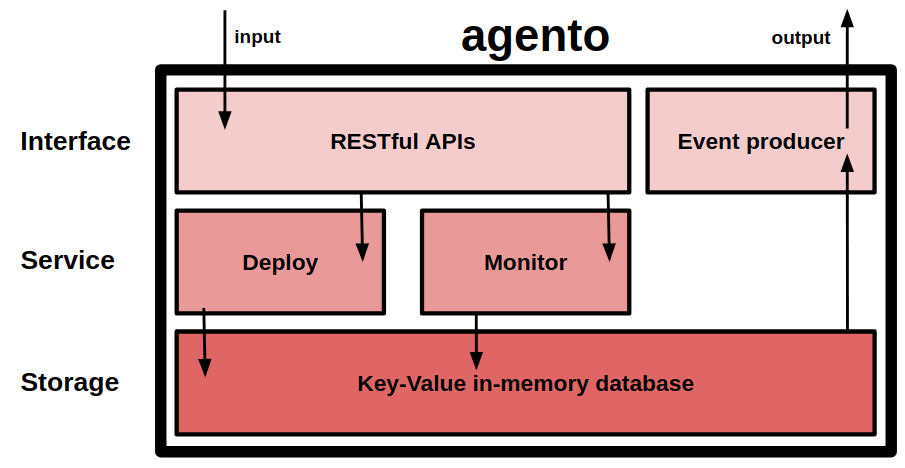 agento
input
output
Interface
RESTful APIs
Event producer
Service
Deploy
Monitor
Storage
Key-Value in-memory database